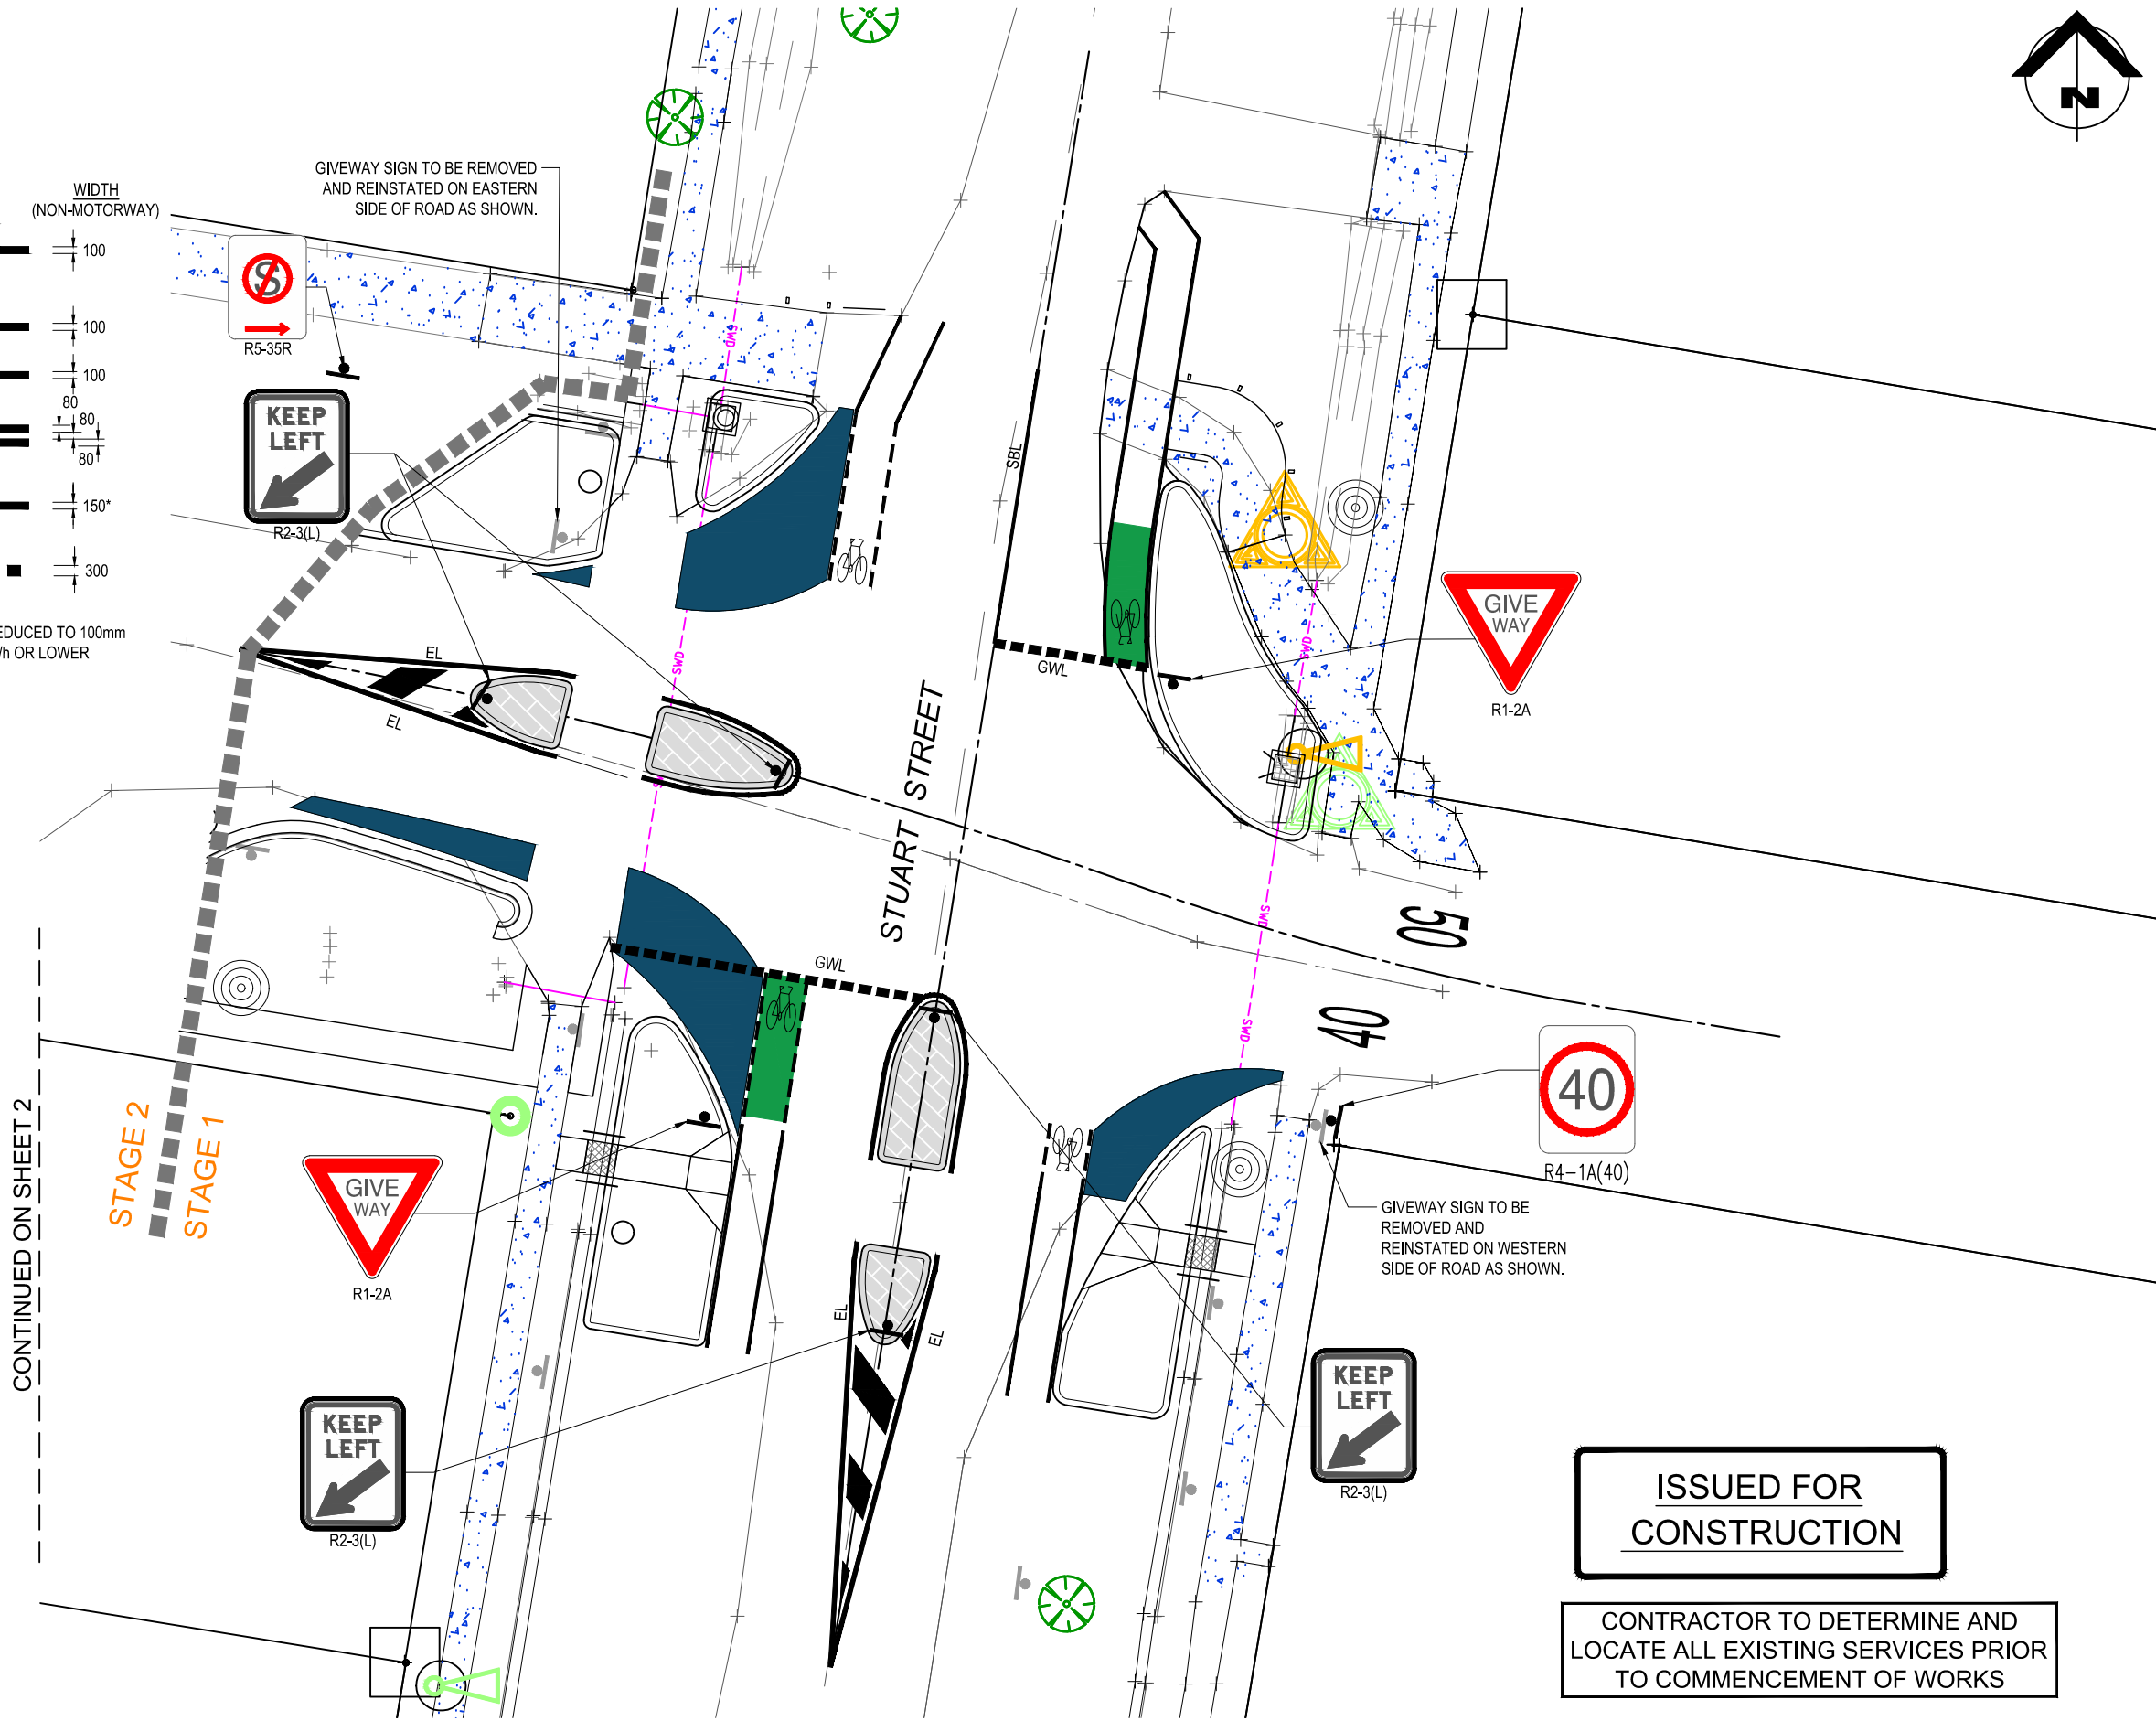 WIDTH
(NON-MOTORWAY)
100
100
100
80
80
80
150*
300
EDUCED TO 100mm
/h OR LOWER
GIVEWAY SIGN TO BE REMOVED
AND REINSTATED ON EASTERN
SIDE OF ROAD AS SHOWN.
S
R5-35R
KEEP
LEFT
R2-3(L)
N
SWD
SBL
GIVE
WAY
R1-2A
GWL
SWD
SWD
EL
EL
STUART STREET
SWD
50
GWL
SWD
40
40
R4-1A(40)
GIVEWAY SIGN TO BE
REMOVED AND
REINSTATED ON WESTERN
SIDE OF ROAD AS SHOWN.
CONTINUED ON SHEET 2
STAGE 2
STAGE 1
GIVE
WAY
R1-2A
EL
EL
KEEP
LEFT
R2-3(L)
KEEP
LEFT
R2-3(L)
ISSUED FOR
CONSTRUCTION
CONTRACTOR TO DETERMINE AND
LOCATE ALL EXISTING SERVICES PRIOR
TO COMMENCEMENT OF WORKS